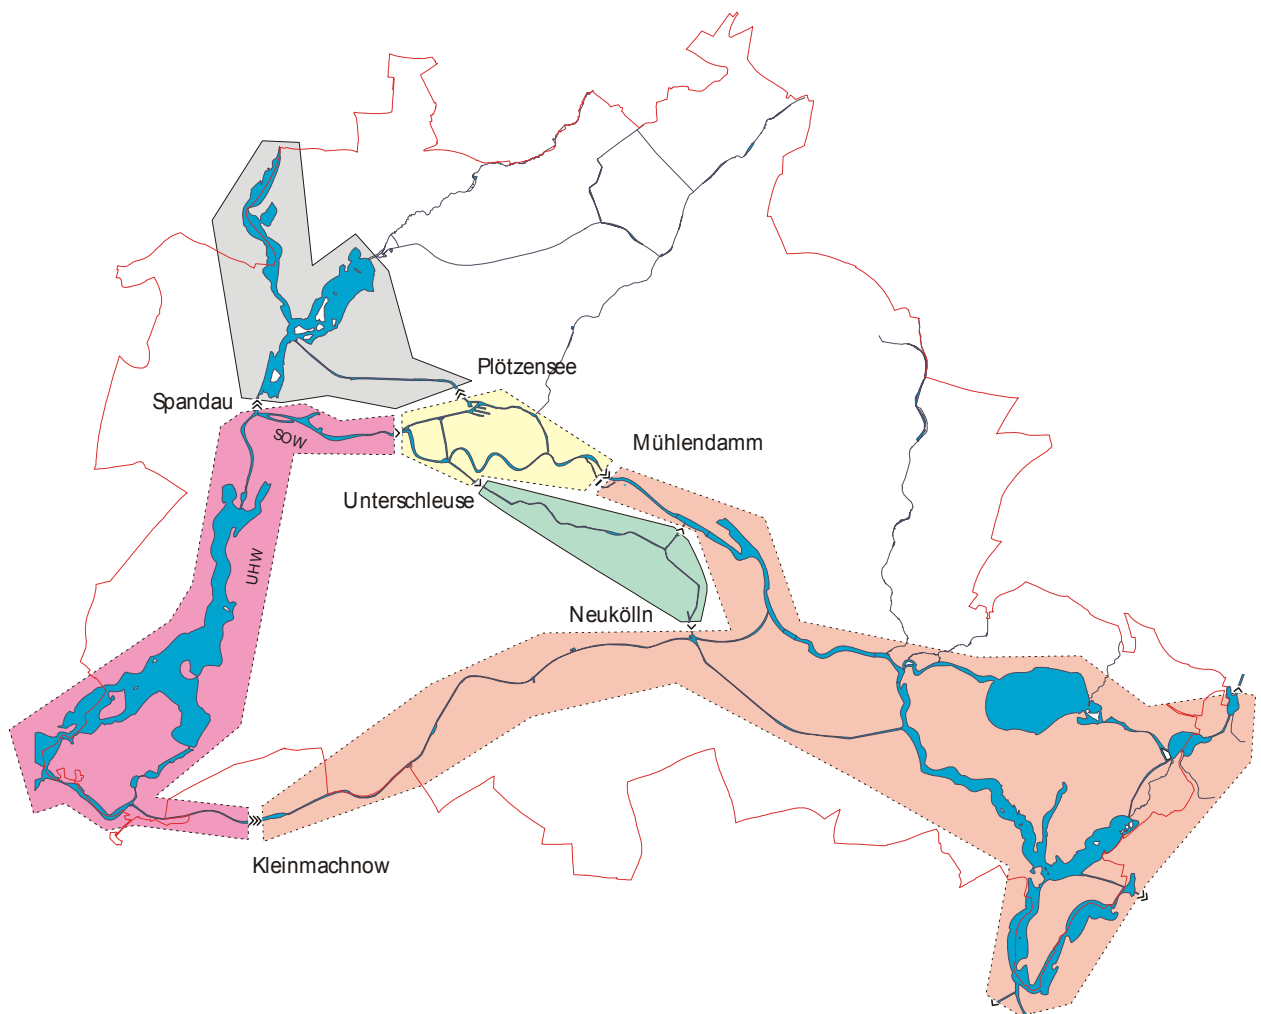 Plötzensee
Spandau
SOW
Mühlendamm
Unterschleuse
UHW
Neukölln
Kleinmachnow